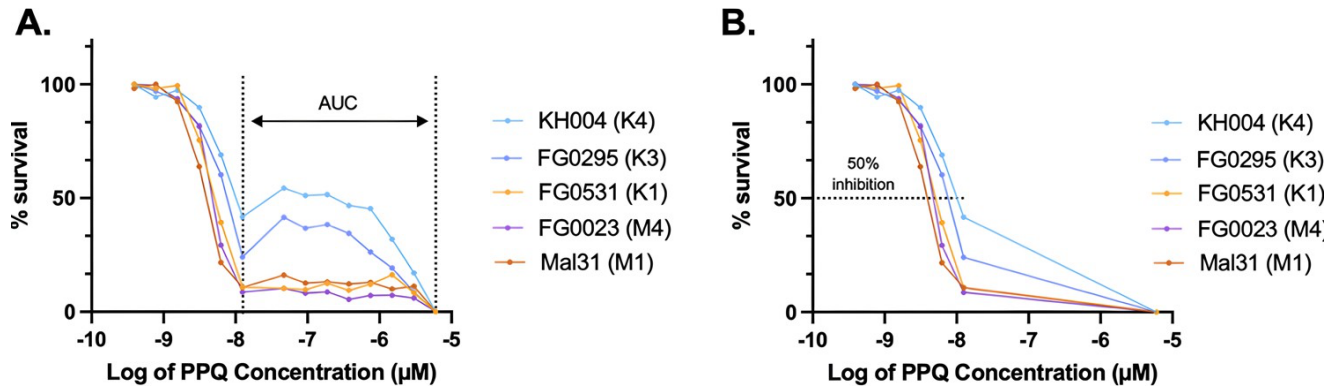 A.
% survival
100
50
0
-10
-9
-8
-7
-6
-5
Log of PPQ Concentration (µM)
AUC
KH004 (K4)
FG0295 (K3)
FG0531 (K1)
FG0023 (M4)
Mal31 (M1)
B.
% survival
100
50
0
-10
-9
-8
-7
-6
-5
Log of PPQ Concentration (µM)
50%
inhibition
KH004 (K4)
FG0295 (K3)
FG0531 (K1)
FG0023 (M4)
Mal31 (M1)